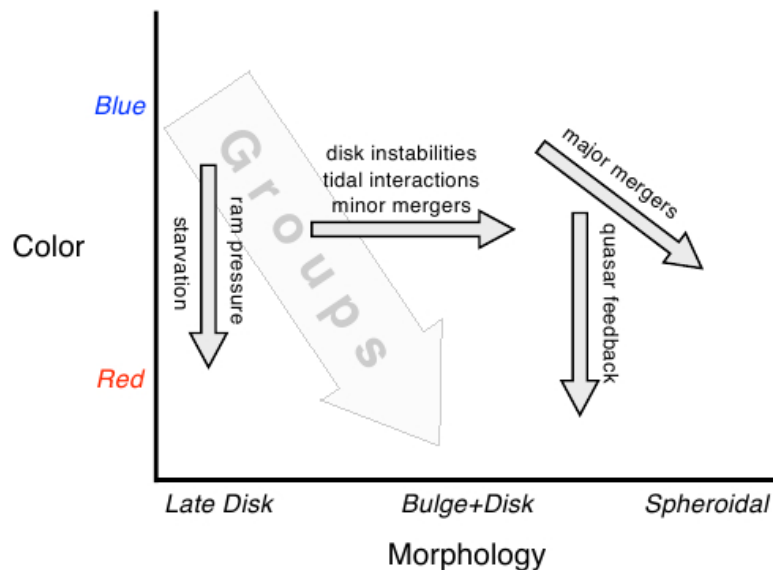 Blue
Groups
disk instabilities
tidal interactions
minor mergers
major mergers
ram pressure
starvation
quasar feedback
Color
Red
Late Disk
Bulge+Disk
Spheroidal
Morphology